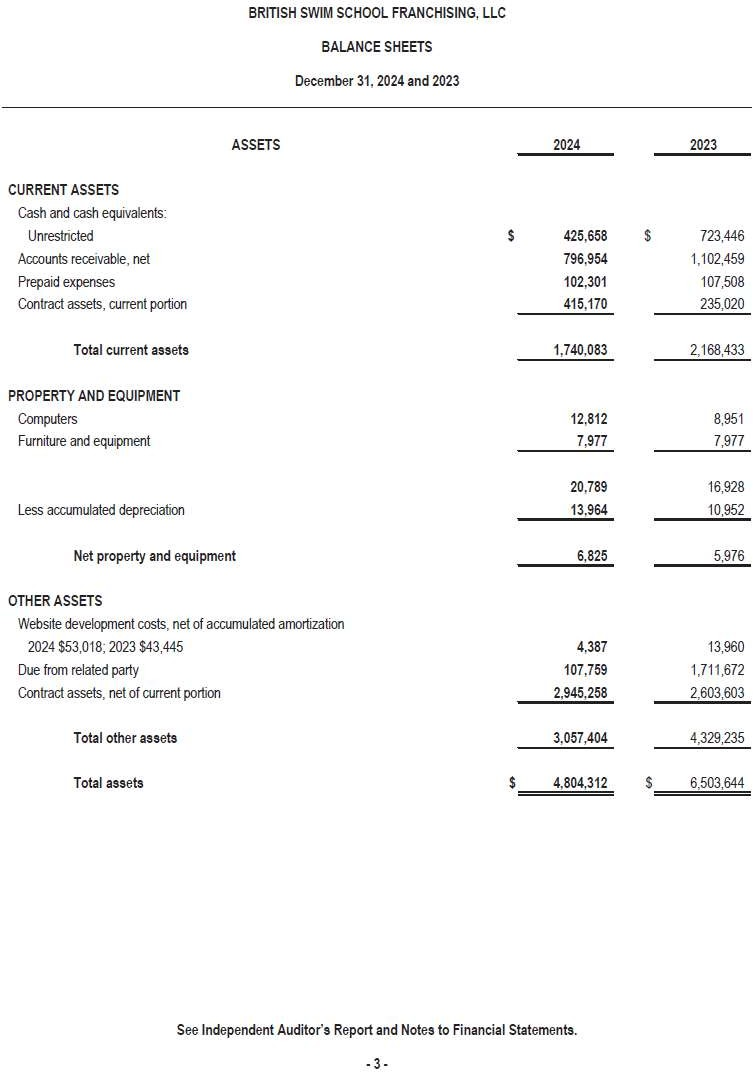 BRITISH SWIM SCHOOL FRANCHISING, LLC
BALANCE SHEETS
December 31, 2024 and 2023
ASSETS 2024 2023
CURRENT ASSETS
Cash and cash equivalents:
Unrestricted $ 425,658 $ 723,446
Accounts receivable, net 796,954 1,102,459
Prepaid expenses 102,301 107,508
Contract assets, current portion 415,170 235,020
Total current assets 1,740,083 2,168,433
PROPERTY AND EQUIPMENT
Computers 12,812 8,951
Furniture and equipment 7,977 7,977
20,789 16,928
Less accumulated depreciation 13,964 10,952
Net property and equipment 6,825 5,976
OTHER ASSETS
Website development costs, net of accumulated amortization
2024 $53,018; 2023 $43,445 4,387 13,960
Due from related party 107,759 1,711,672
Contract assets, net of current portion 2,945,258 2,603,603
Total other assets 3,057,404 4,329,235
Total assets $ 4,804,312 $ 6,503,644
See Independent Auditor's Report and Notes to Financial Statements.
- 3 -